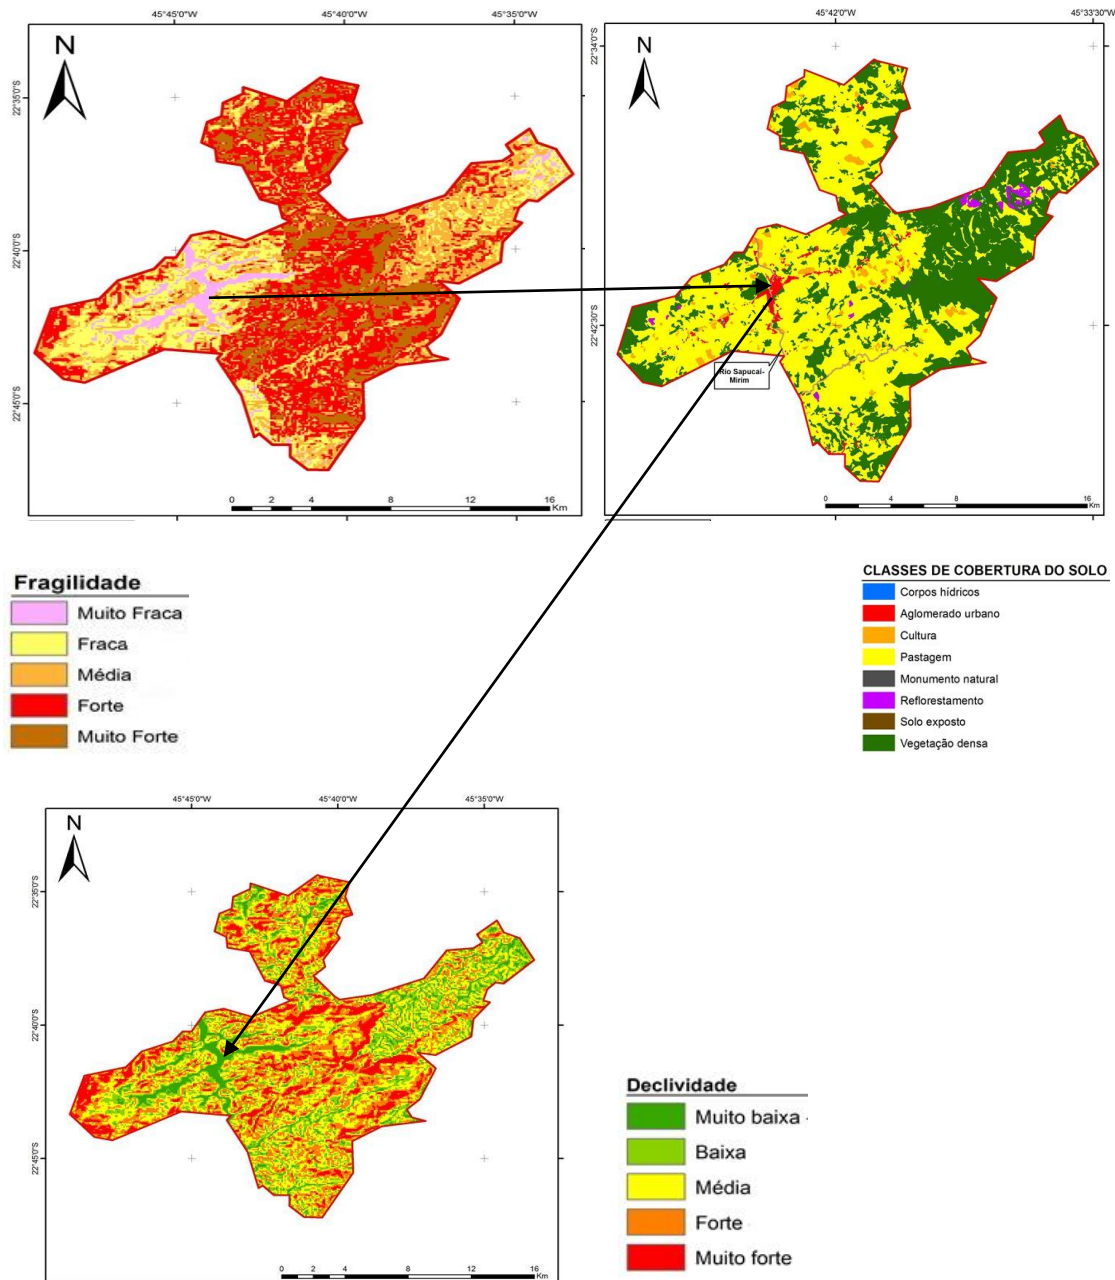 45°45'0"W 45°40'0"W 45°35'0"W
N
22°35'0"S
22°40'0"S
22°45'0"S
0 2 4 8 12 16
Km
45°42'0"W 45°33'30"W
N
22°34'0"S
22°42'30"S
Rio Sapucaí-
Mirim
0 4 8 16
Km
Fragilidade
Muito Fraca
Fraca
Média
Forte
Muito Forte
CLASSES DE COBERTURA DO SOLO
Corpos hídricos
Aglomerado urbano
Cultura
Pastagem
Monumento natural
Reflorestamento
Solo exposto
Vegetação densa
45°45'0"W 45°40'0"W 45°35'0"W
N
22°35'0"S
22°40'0"S
22°45'0"S
0 2 4 8 12 16
Km
Declividade
Muito baixa
Baixa
Média
Forte
Muito forte